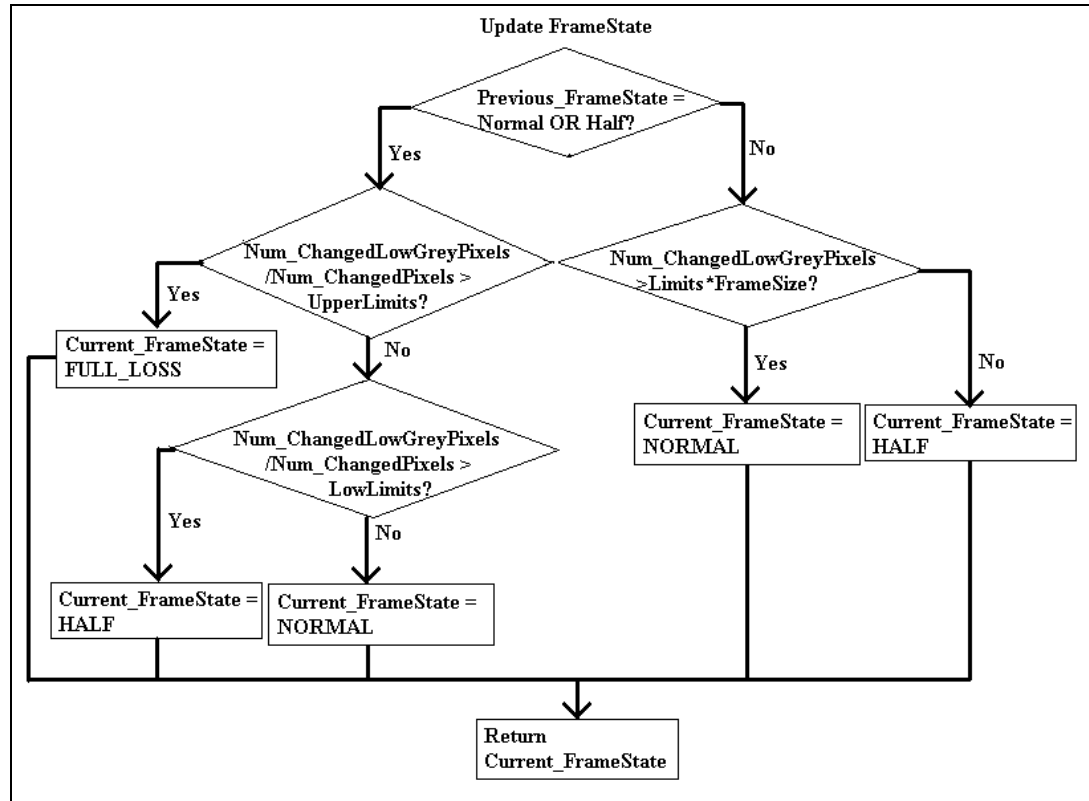 Update FrameState
Previous_FrameState =
Normal OR Half?
Yes
No
Num_ChangedLowGreyPixels
/Num_ChangedPixels >
UpperLimits?
Num_ChangedLowGreyPixels
>Limits*FrameSize?
Yes
Current_FrameState =
FULL_LOSS
No
Yes
No
Num_ChangedLowGreyPixels
/Num_ChangedPixels >
LowLimits?
Current_FrameState =
NORMAL
Current_FrameState =
HALF
Yes
No
Current_FrameState =
HALF
Current_FrameState =
NORMAL
Return
Current_FrameState